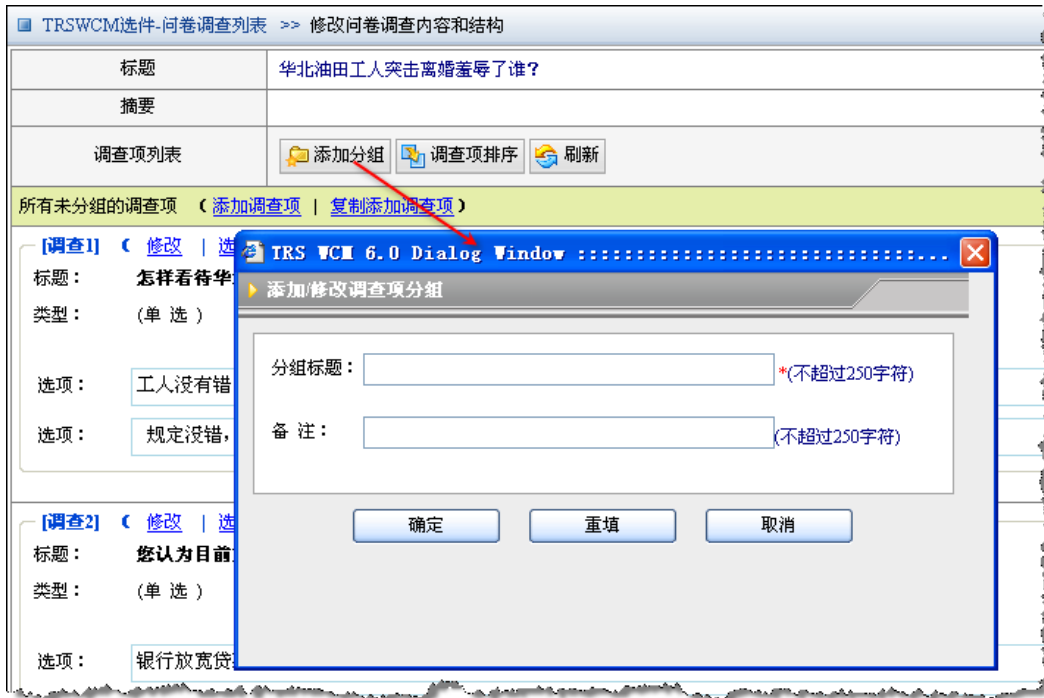 TRSWCM选件-问卷调查列表 >> 修改问卷调查内容和结构
标题 华北油田工人突击离婚羞辱了谁?
摘要
调查项列表 添加分组 调查项排序 刷新
所有未分组的调查项 (添加调查项 | 复制添加调查项)
[调查1] ( 修改 | 选
TRS WCM 6.0 Dialog Window ::::::::::::::::::::::::::::::::...
标题: 怎样看待华
添加/修改调查项分组
类型: (单 选 )
分组标题: *(不超过250字符)
选项: 工人没有错
选项: 规定没错,
备 注: (不超过250字符)
[调查2] ( 修改 | 选
确定 重填 取消
标题: 您认为目前
类型: (单 选 )
选项: 银行放宽贷